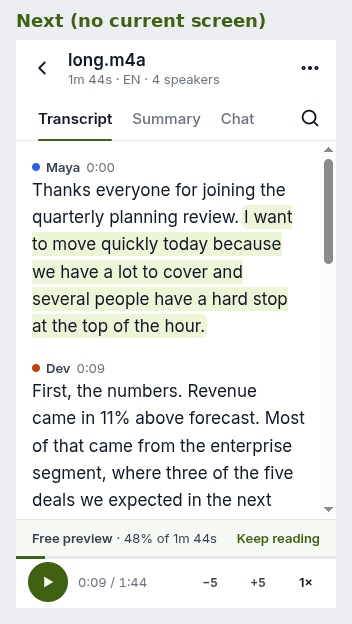 Next (no current screen)
long.m4a
1m 44s · EN · 4 speakers
Transcript Summary Chat
Maya 0:00
Thanks everyone for joining the
quarterly planning review. I want
to move quickly today because
we have a lot to cover and
several people have a hard stop
at the top of the hour.
Dev 0:09
First, the numbers. Revenue
came in 11% above forecast. Most
of that came from the enterprise
segment, where three of the five
deals we expected in the next
Free preview · 48% of 1m 44s Keep reading
0:09 / 1:44 −5 +5 1×